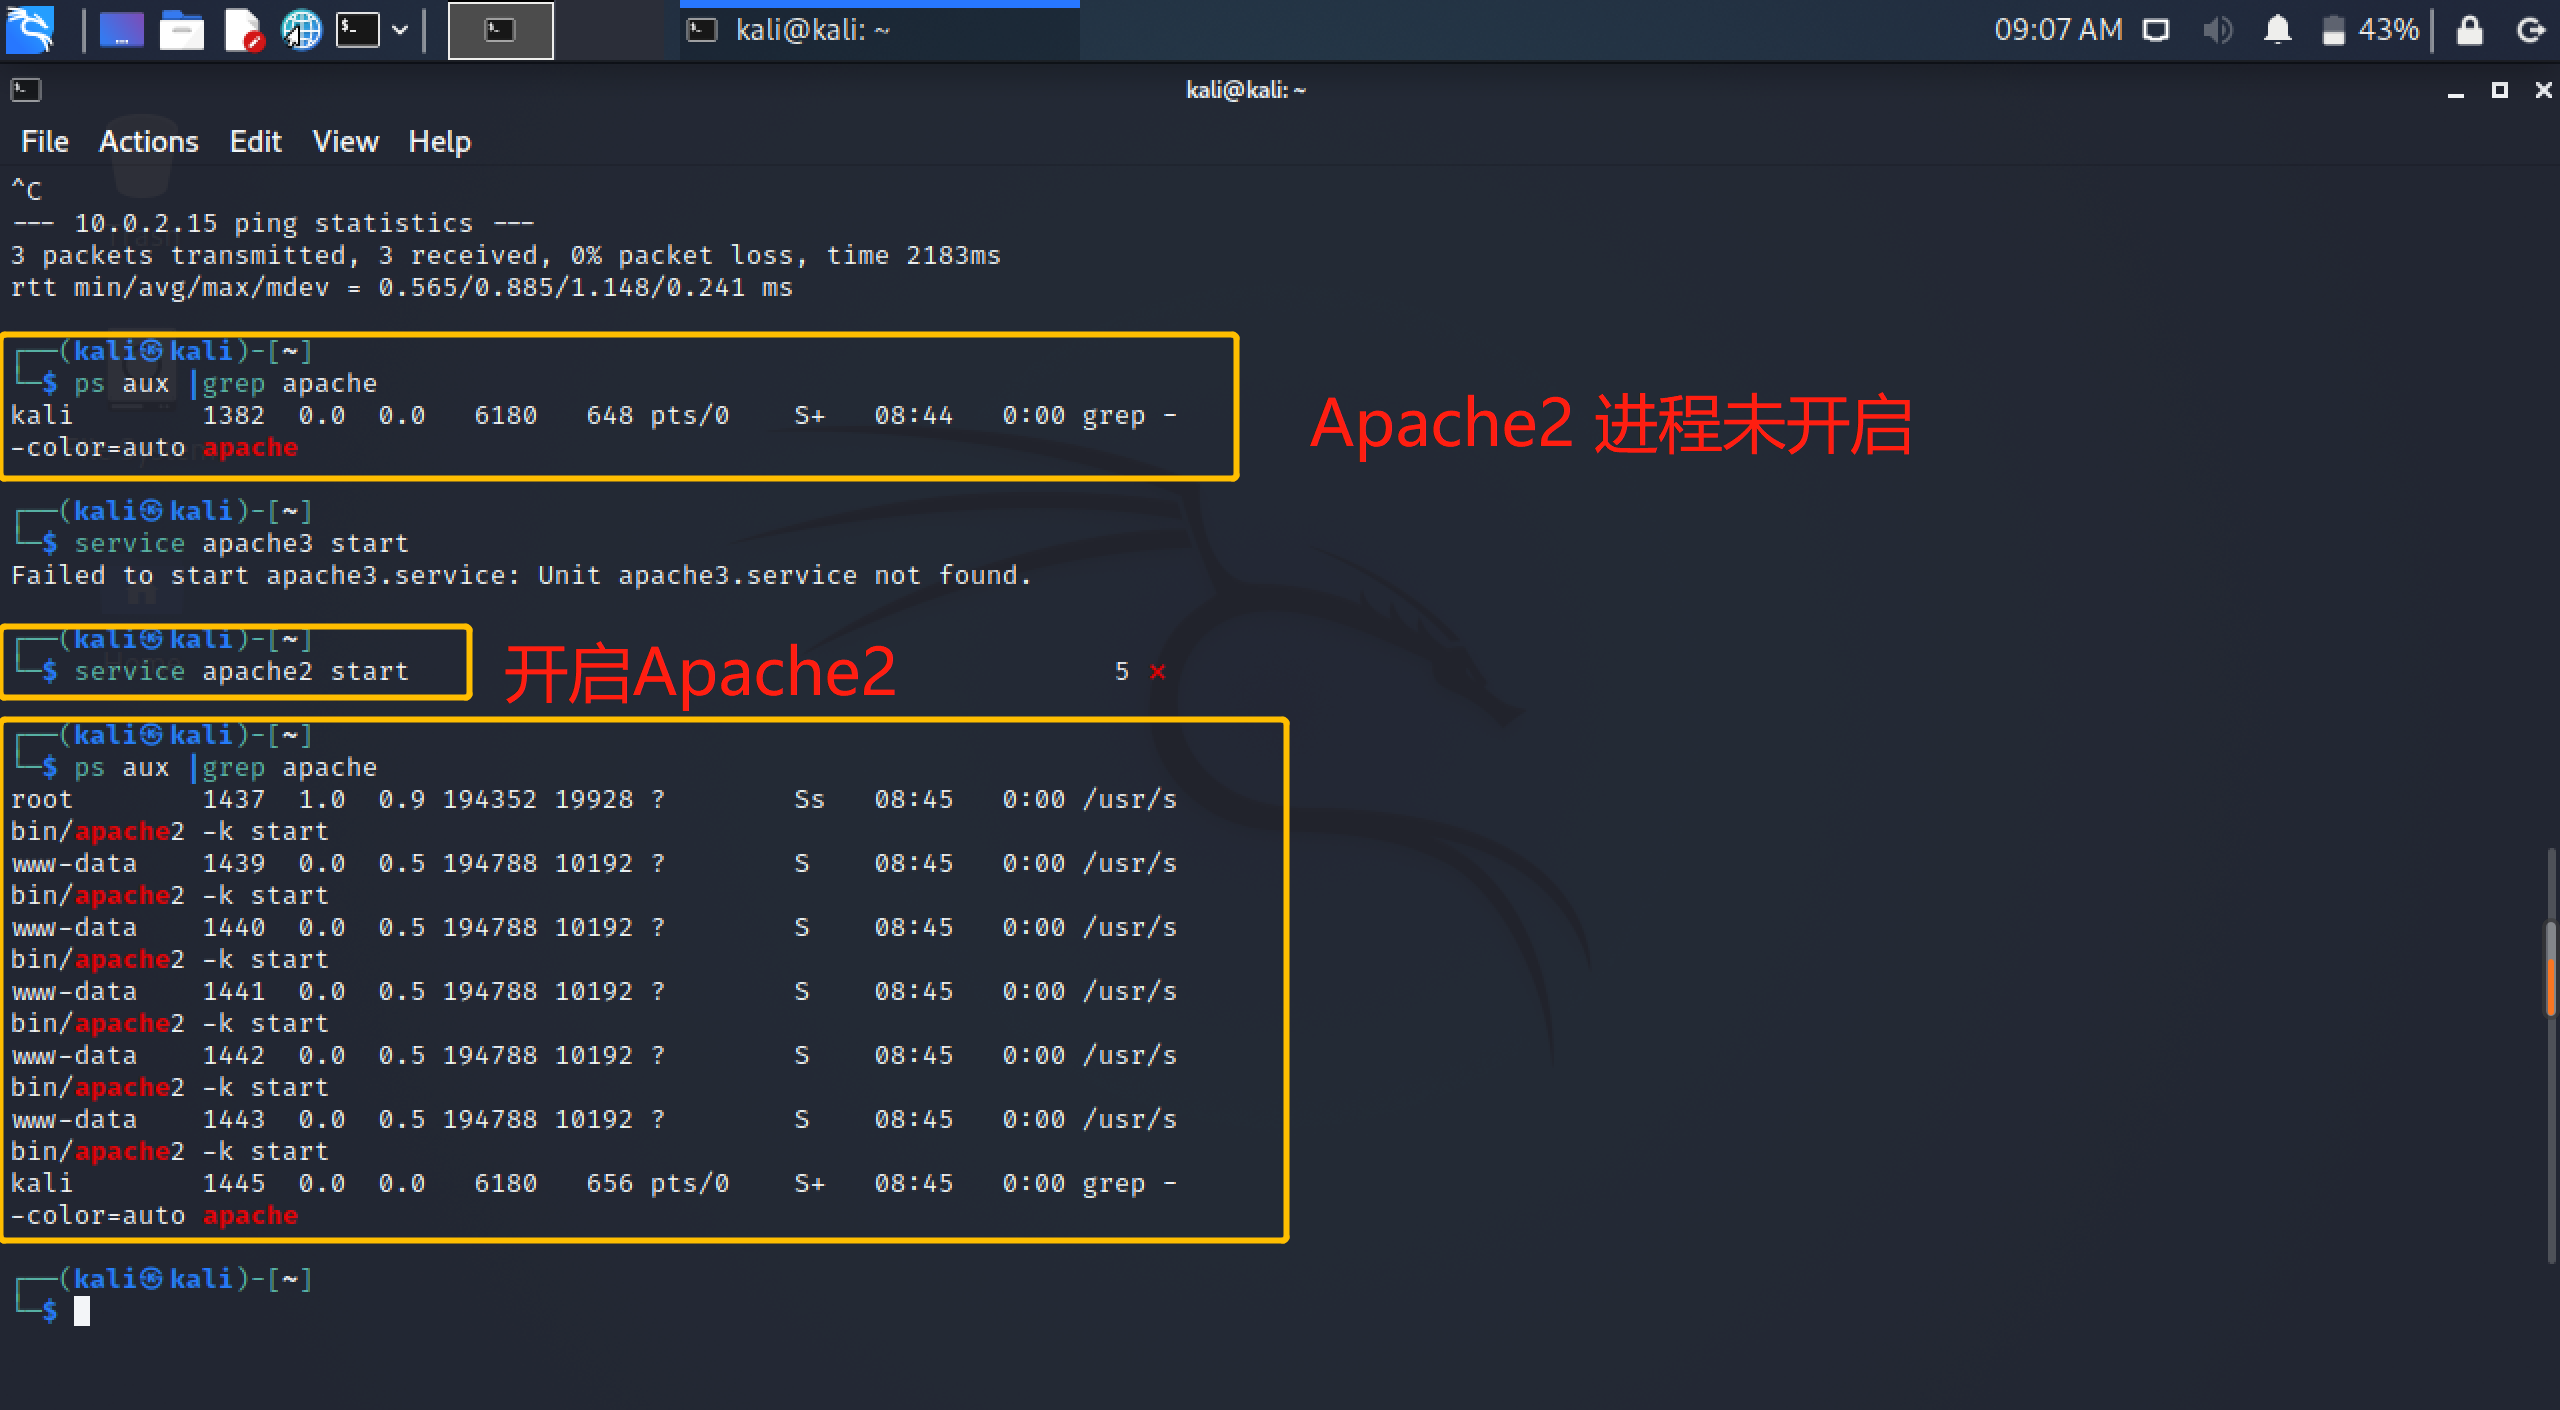 09:07 AM 43%
kali@kali: ~
kali@kali: ~
File Actions Edit View Help
^C
--- 10.0.2.15 ping statistics ---
3 packets transmitted, 3 received, 0% packet loss, time 2183ms
rtt min/avg/max/mdev = 0.565/0.885/1.148/0.241 ms
┌──(kali㉿kali)-[~]
└─$ ps aux |grep apache
kali        1382  0.0  0.0   6180   648 pts/0    S+   08:44   0:00 grep -
-color=auto apache
Apache2 进程未开启
┌──(kali㉿kali)-[~]
└─$ service apache3 start
Failed to start apache3.service: Unit apache3.service not found.
┌──(kali㉿kali)-[~]
└─$ service apache2 start 5 ⨯
开启Apache2
┌──(kali㉿kali)-[~]
└─$ ps aux |grep apache
root        1437  1.0  0.9 194352 19928 ?        Ss   08:45   0:00 /usr/s
bin/apache2 -k start
www-data    1439  0.0  0.5 194788 10192 ?        S    08:45   0:00 /usr/s
bin/apache2 -k start
www-data    1440  0.0  0.5 194788 10192 ?        S    08:45   0:00 /usr/s
bin/apache2 -k start
www-data    1441  0.0  0.5 194788 10192 ?        S    08:45   0:00 /usr/s
bin/apache2 -k start
www-data    1442  0.0  0.5 194788 10192 ?        S    08:45   0:00 /usr/s
bin/apache2 -k start
www-data    1443  0.0  0.5 194788 10192 ?        S    08:45   0:00 /usr/s
bin/apache2 -k start
kali        1445  0.0  0.0   6180   656 pts/0    S+   08:45   0:00 grep -
-color=auto apache
┌──(kali㉿kali)-[~]
└─$